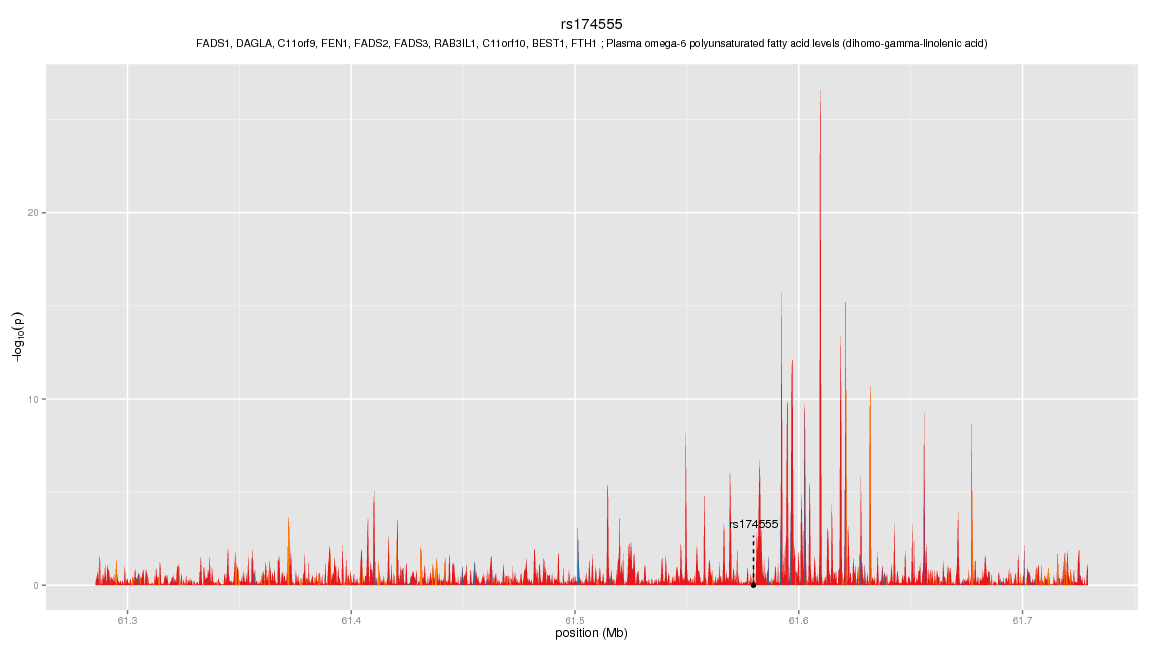 rs174555
FADS1, DAGLA, C11orf9, FEN1, FADS2, FADS3, RAB3IL1, C11orf10, BEST1, FTH1 ; Plasma omega-6 polyunsaturated fatty acid levels (dihomo-gamma-linolenic acid)
20
10
0
−log10(p)
rs174555
61.3
61.4
61.5
61.6
61.7
position (Mb)